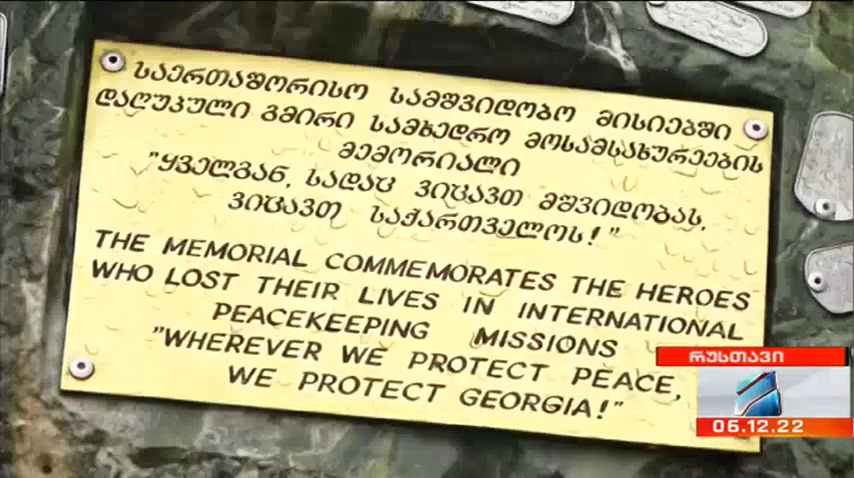 საერთაშორისო სამშვიდობო მისიებში
დაღუპული გმირი სამხედრო მოსამსახურეების
მემორიალი
"ყველგან, სადაც ვიცავთ მშვიდობას,
ვიცავთ საქართველოს!"
THE MEMORIAL COMMEMORATES THE HEROES
WHO LOST THEIR LIVES IN INTERNATIONAL
PEACEKEEPING MISSIONS
"WHEREVER WE PROTECT PEACE,
WE PROTECT GEORGIA!"
რუსთავი
06.12.22